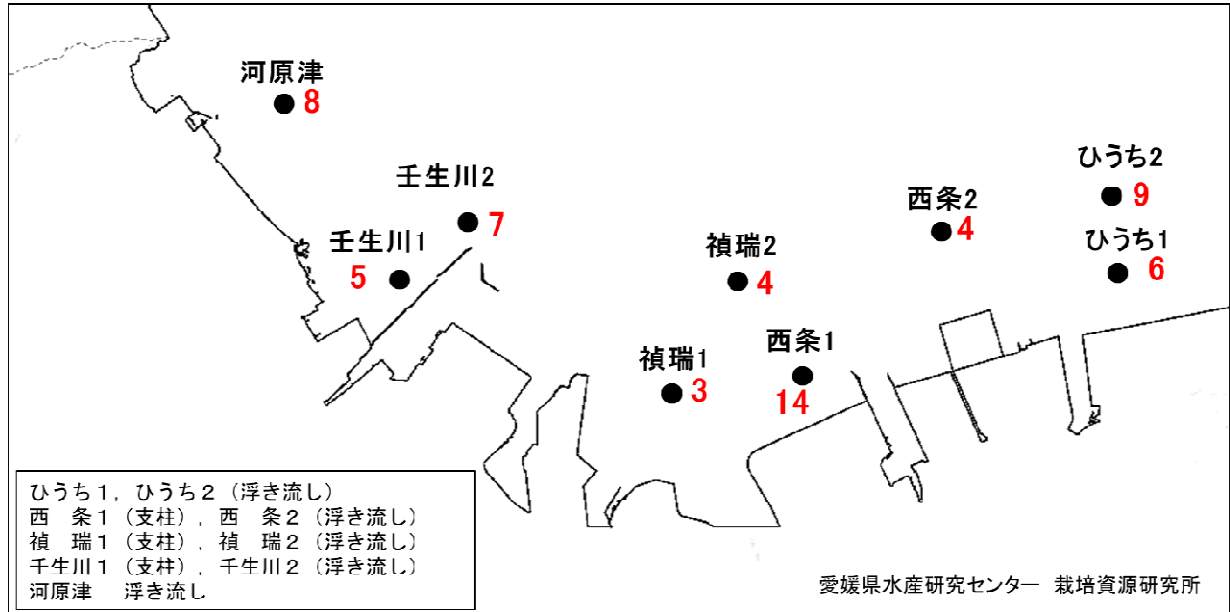 河原津
8
壬生川2
7
壬生川1
5
禎瑞2
4
禎瑞1
3
西条1
14
西条2
4
ひうち2
9
ひうち1
6
ひうち1，ひうち2（浮き流し）
西　条1（支柱），西　条2（浮き流し）
禎　瑞1（支柱），禎　瑞2（浮き流し）
壬生川1（支柱），壬生川2（浮き流し）
河原津　浮き流し
愛媛県水産研究センター 栽培資源研究所